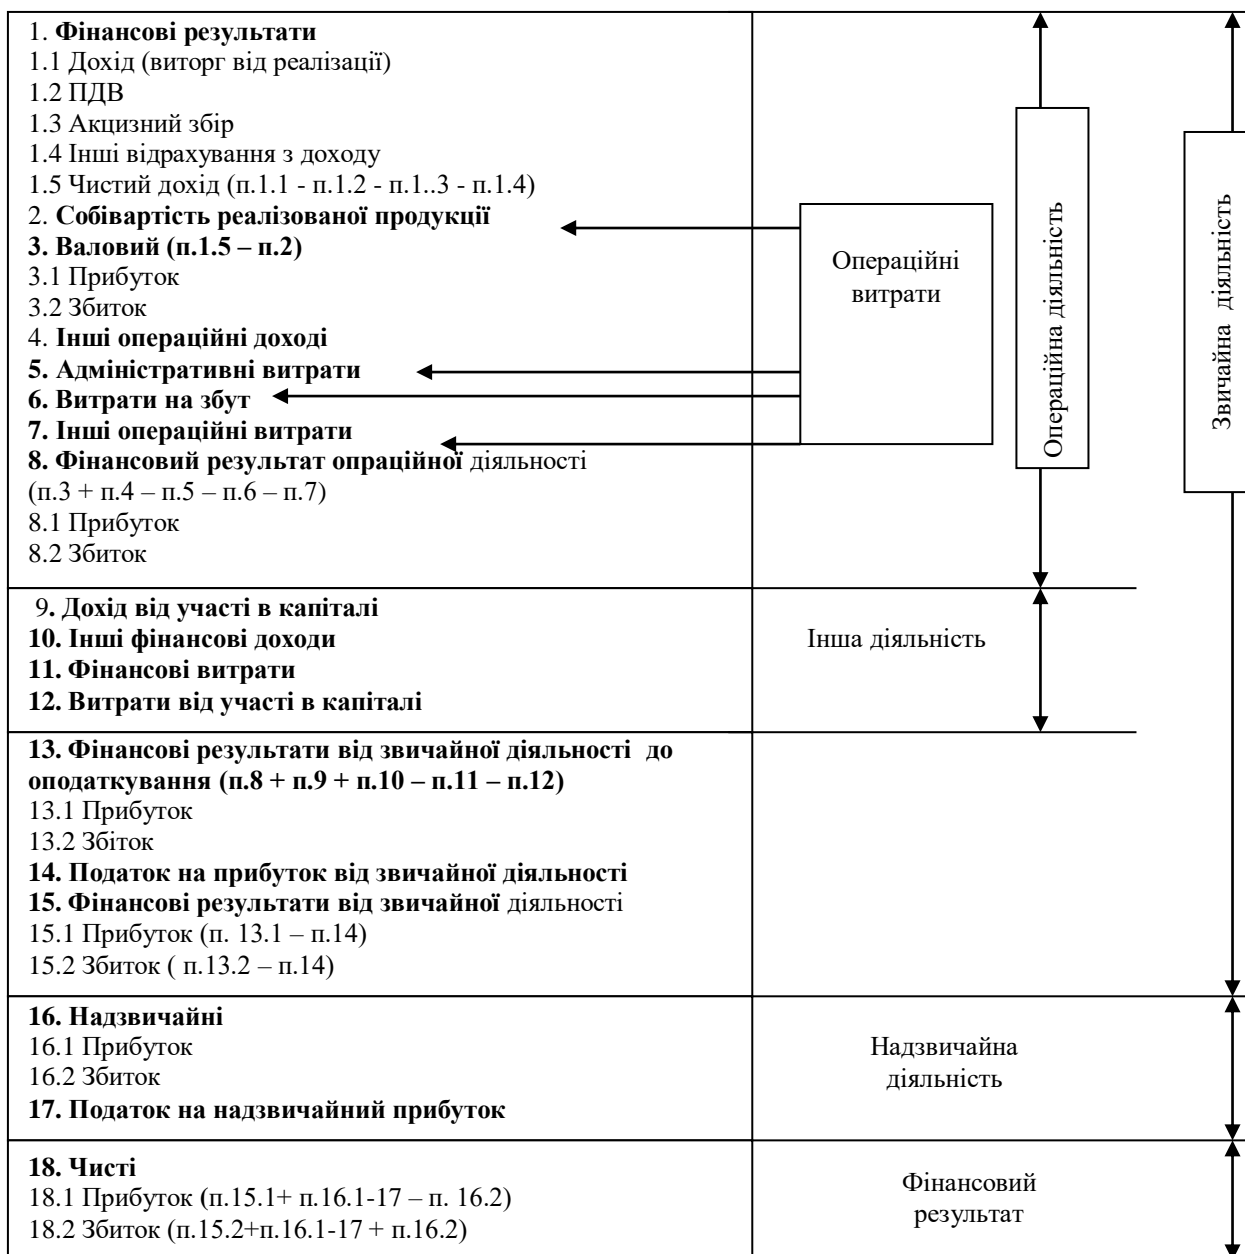 1. Фінансові результати
1.1 Дохід (виторг від реалізації)
1.2 ПДВ
1.3 Акцизний збір
1.4 Інші відрахування з доходу
1.5 Чистий дохід (п.1.1 - п.1.2 - п.1..3 - п.1.4)
2. Собівартість реалізованої продукції
3. Валовий (п.1.5 – п.2)
3.1 Прибуток
3.2 Збиток
4. Інші операційні доході
5. Адміністративні витрати
6. Витрати на збут
7. Інші операційні витрати
8. Фінансовий результат опраційної діяльності
(п.3 + п.4 – п.5 – п.6 – п.7)
8.1 Прибуток
8.2 Збиток
Операційні
витрати
Операційна діяльність
Звичайна діяльність
9. Дохід від участі в капіталі
10. Інші фінансові доходи
11. Фінансові витрати
12. Витрати від участі в капіталі
Інша діяльність
13. Фінансові результати від звичайної діяльності до
оподаткування (п.8 + п.9 + п.10 – п.11 – п.12)
13.1 Прибуток
13.2 Збіток
14. Податок на прибуток від звичайної діяльності
15. Фінансові результати від звичайної діяльності
15.1 Прибуток (п. 13.1 – п.14)
15.2 Збиток ( п.13.2 – п.14)
16. Надзвичайні
16.1 Прибуток
16.2 Збиток
17. Податок на надзвичайний прибуток
Надзвичайна
діяльність
18. Чисті
18.1 Прибуток (п.15.1+ п.16.1-17 – п. 16.2)
18.2 Збиток (п.15.2+п.16.1-17 + п.16.2)
Фінансовий
результат